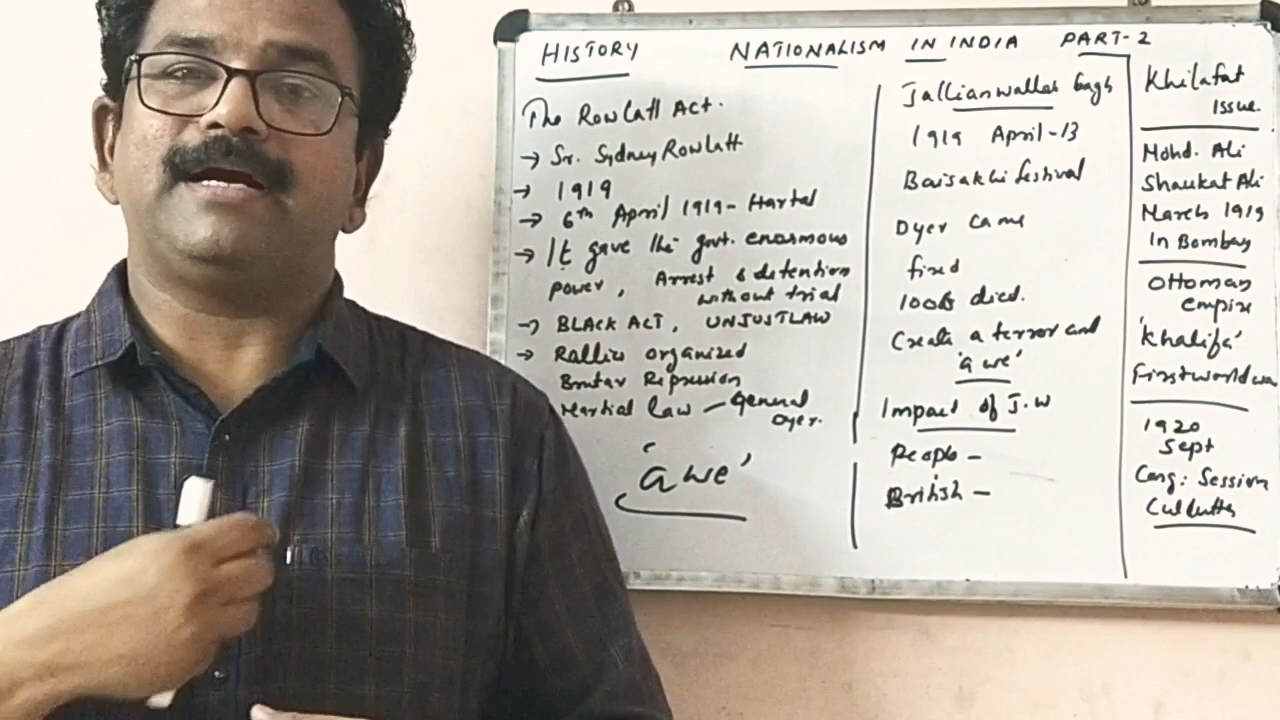 HISTORY NATIONALISM IN INDIA PART-2
The Rowlatt Act.
→ Sr. Sydney Rowlatt
→ 1919
→ 6th April 1919 - Hartal
→ It gave the govt. enormous
power, Arrest & detention
without trial
→ BLACK ACT, UNJUST LAW
→ Rallies organized
Brutar Repression
Martial law - General
Dyer.
'awe'
Jallianwallah bagh
1919 April-13
Baisakhi festival
Dyer came
fired
100ds died.
Create a terror and
'awe'
Impact of J.W
People -
British -
Khilafat
Issue.
Mohd. Ali
Shaukat Ali
March 1919
In Bombay
Ottoman
empire
'Khalifa'
First world wa
1920
Sept
Cong: Session
Calcutta